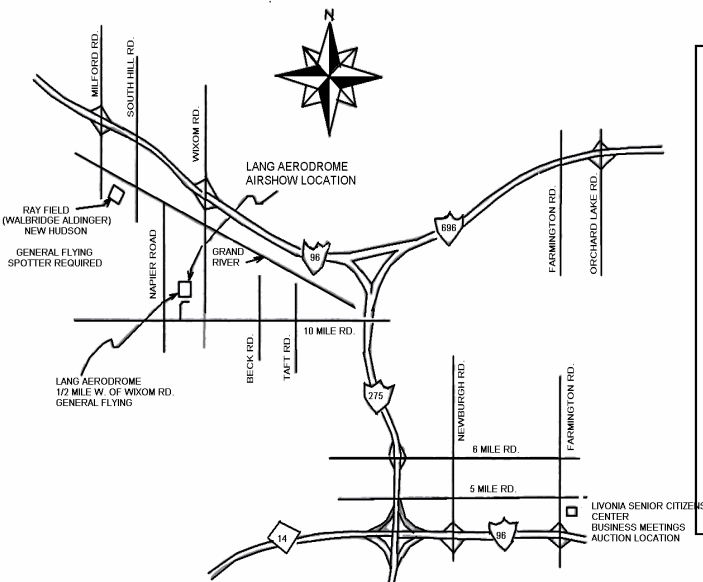 N
MILFORD RD.
SOUTH HILL RD.
WIXOM RD.
LANG AERODROME
AIRSHOW LOCATION
RAY FIELD
(WALBRIDGE ALDINGER)
NEW HUDSON
GENERAL FLYING
SPOTTER REQUIRED
NAPIER ROAD
GRAND
RIVER
96
696
FARMINGTON RD.
ORCHARD LAKE RD.
10 MILE RD.
BECK RD.
TAFT RD.
LANG AERODROME
1/2 MILE W. OF WIXOM RD.
GENERAL FLYING
275
NEWBURGH RD.
FARMINGTON RD.
6 MILE RD.
5 MILE RD.
LIVONIA SENIOR CITIZENS
CENTER
BUSINESS MEETINGS
AUCTION LOCATION
14
96